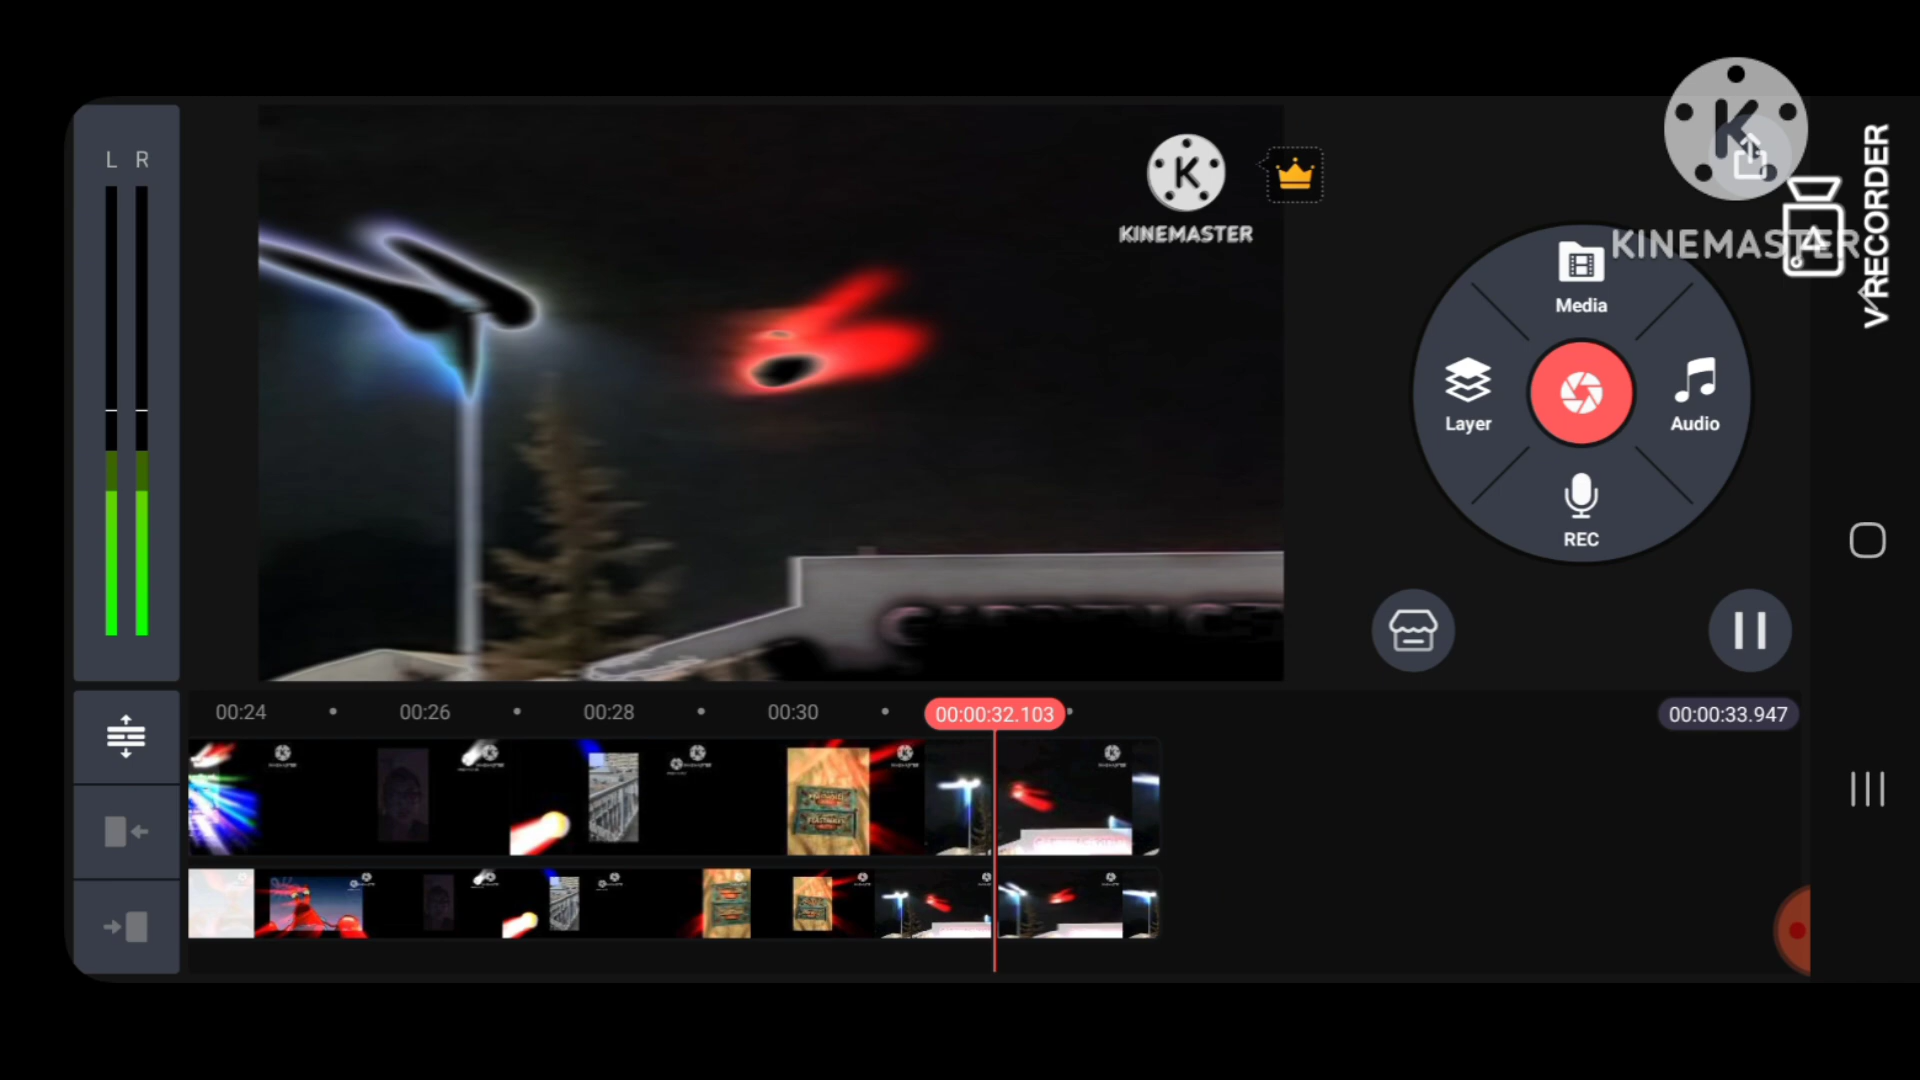 L R
KINEMASTER
KINEMASTER
VRECORDER
Media
Layer
Audio
REC
00:24
00:26
00:28
00:30
00:00:32.103
00:00:33.947